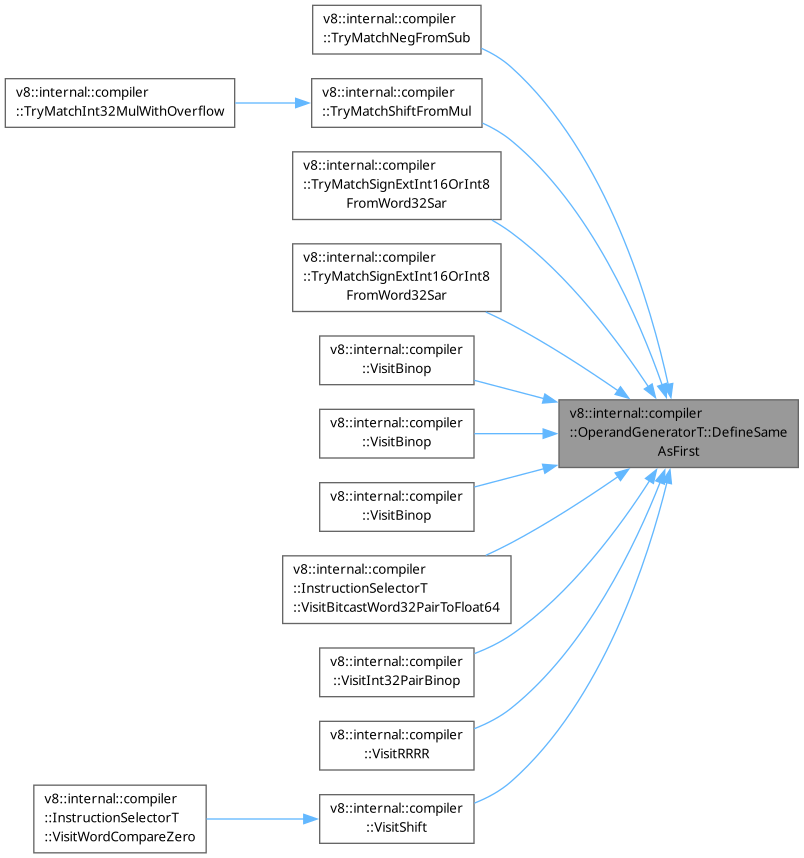 v8::internal::compiler
::TryMatchNegFromSub
v8::internal::compiler
::TryMatchInt32MulWithOverflow
v8::internal::compiler
::TryMatchShiftFromMul
v8::internal::compiler
::TryMatchSignExtInt16OrInt8
FromWord32Sar
v8::internal::compiler
::TryMatchSignExtInt16OrInt8
FromWord32Sar
v8::internal::compiler
::VisitBinop
v8::internal::compiler
::OperandGeneratorT::DefineSame
AsFirst
v8::internal::compiler
::VisitBinop
v8::internal::compiler
::VisitBinop
v8::internal::compiler
::InstructionSelectorT
::VisitBitcastWord32PairToFloat64
v8::internal::compiler
::VisitInt32PairBinop
v8::internal::compiler
::VisitRRRR
v8::internal::compiler
::InstructionSelectorT
::VisitWordCompareZero
v8::internal::compiler
::VisitShift